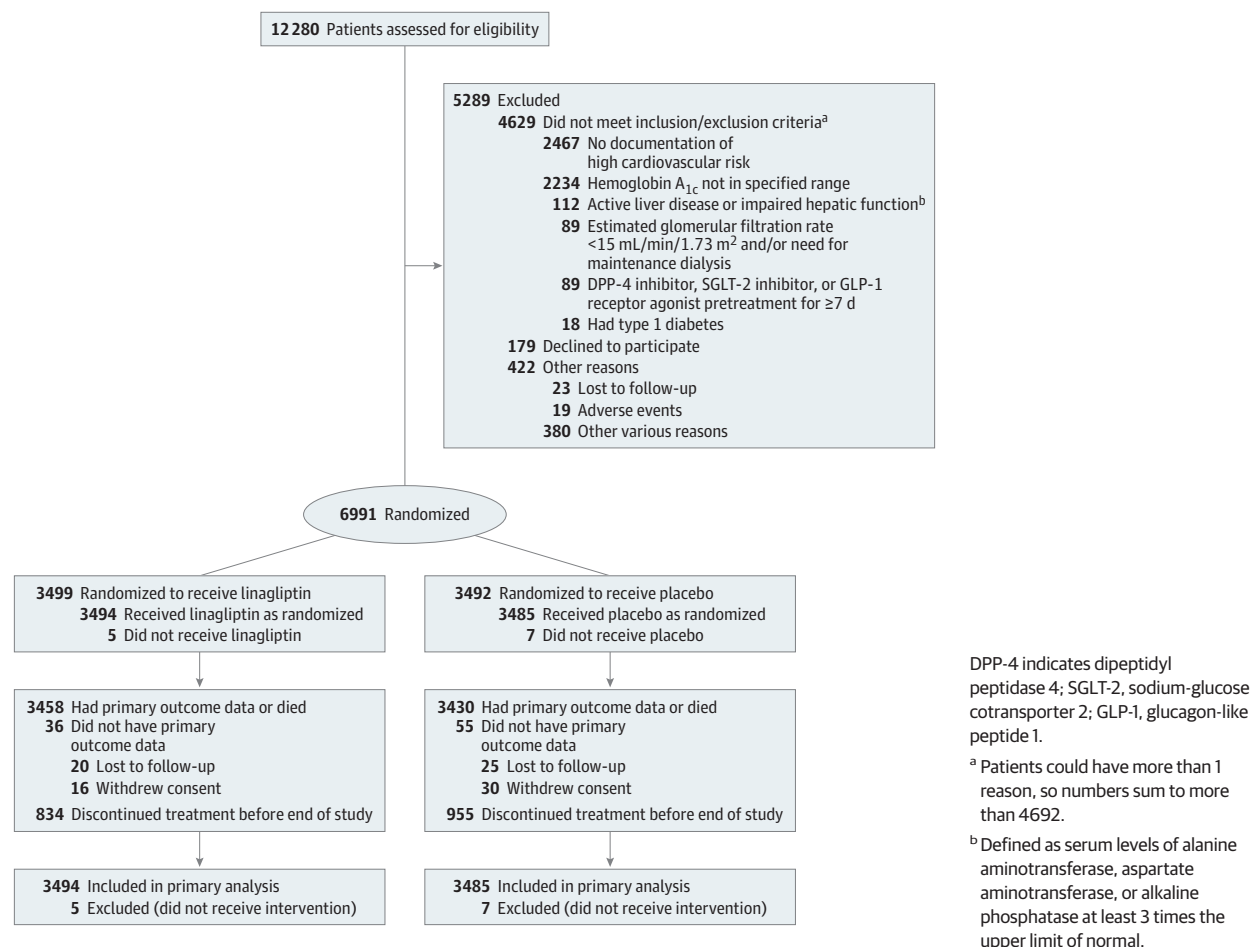 12 280 Patients assessed for eligibility
5289 Excluded
4629 Did not meet inclusion/exclusion criteriaª
2467 No documentation of
high cardiovascular risk
2234 Hemoglobin A1c not in specified range
112 Active liver disease or impaired hepatic functionᵇ
89 Estimated glomerular filtration rate
<15 mL/min/1.73 m² and/or need for
maintenance dialysis
89 DPP-4 inhibitor, SGLT-2 inhibitor, or GLP-1
receptor agonist pretreatment for ≥7 d
18 Had type 1 diabetes
179 Declined to participate
422 Other reasons
23 Lost to follow-up
19 Adverse events
380 Other various reasons
6991 Randomized
3499 Randomized to receive linagliptin
3494 Received linagliptin as randomized
5 Did not receive linagliptin
3492 Randomized to receive placebo
3485 Received placebo as randomized
7 Did not receive placebo
3458 Had primary outcome data or died
36 Did not have primary
outcome data
20 Lost to follow-up
16 Withdrew consent
834 Discontinued treatment before end of study
3430 Had primary outcome data or died
55 Did not have primary
outcome data
25 Lost to follow-up
30 Withdrew consent
955 Discontinued treatment before end of study
3494 Included in primary analysis
5 Excluded (did not receive intervention)
3485 Included in primary analysis
7 Excluded (did not receive intervention)
DPP-4 indicates dipeptidyl
peptidase 4; SGLT-2, sodium-glucose
cotransporter 2; GLP-1, glucagon-like
peptide 1.
ª Patients could have more than 1
reason, so numbers sum to more
than 4692.
ᵇ Defined as serum levels of alanine
aminotransferase, aspartate
aminotransferase, or alkaline
phosphatase at least 3 times the
upper limit of normal.